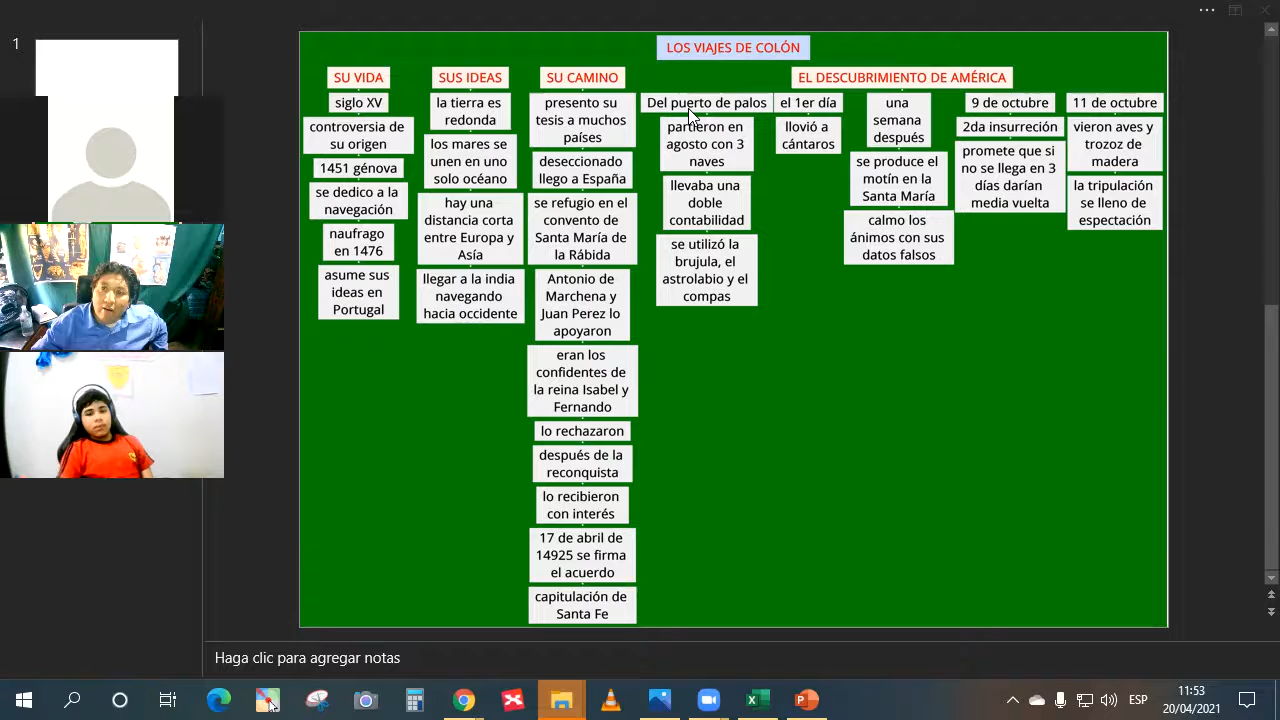 1
LOS VIAJES DE COLÓN
SU VIDA
siglo XV
controversia de
su origen
1451 génova
se dedico a la
navegación
naufrago
en 1476
asume sus
ideas en
Portugal
SUS IDEAS
la tierra es
redonda
los mares se
unen en uno
solo océano
hay una
distancia corta
entre Europa y
Asía
llegar a la india
navegando
hacia occidente
SU CAMINO
presento su
tesis a muchos
países
deseccionado
llego a España
se refugio en el
convento de
Santa María de
la Rábida
Antonio de
Marchena y
Juan Perez lo
apoyaron
eran los
confidentes de
la reina Isabel y
Fernando
lo rechazaron
después de la
reconquista
lo recibieron
con interés
17 de abril de
14925 se firma
el acuerdo
capitulación de
Santa Fe
EL DESCUBRIMIENTO DE AMÉRICA
Del puerto de palos
partieron en
agosto con 3
naves
llevaba una
doble
contabilidad
se utilizó la
brujula, el
astrolabio y el
compas
el 1er día
llovió a
cántaros
una
semana
después
se produce el
motín en la
Santa María
calmo los
ánimos con sus
datos falsos
9 de octubre
2da insurreción
promete que si
no se llega en 3
días darían
media vuelta
11 de octubre
vieron aves y
trozoz de
madera
la tripulación
se lleno de
espectación
Haga clic para agregar notas
ESP
11:33
20/04/2021